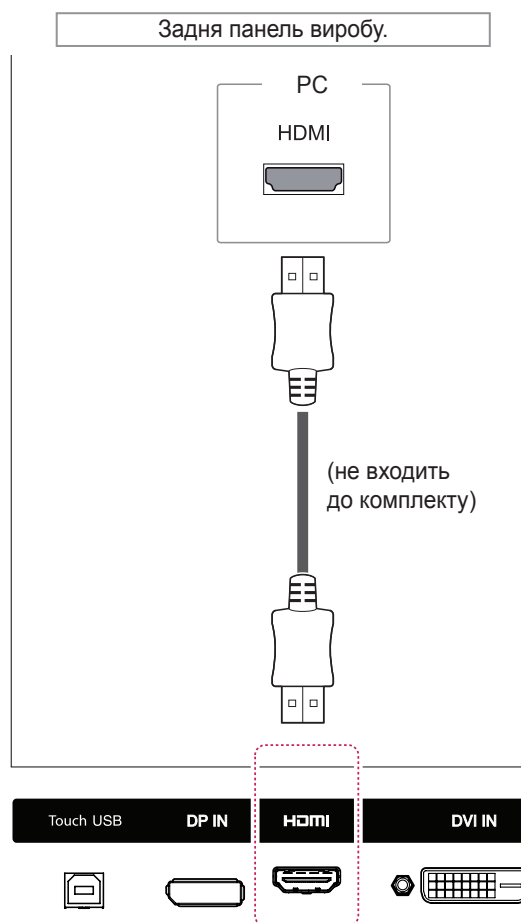 Задня панель виробу.
PC
HDMI
(не входить
до комплекту)
Touch USB DP IN HDMI DVI IN